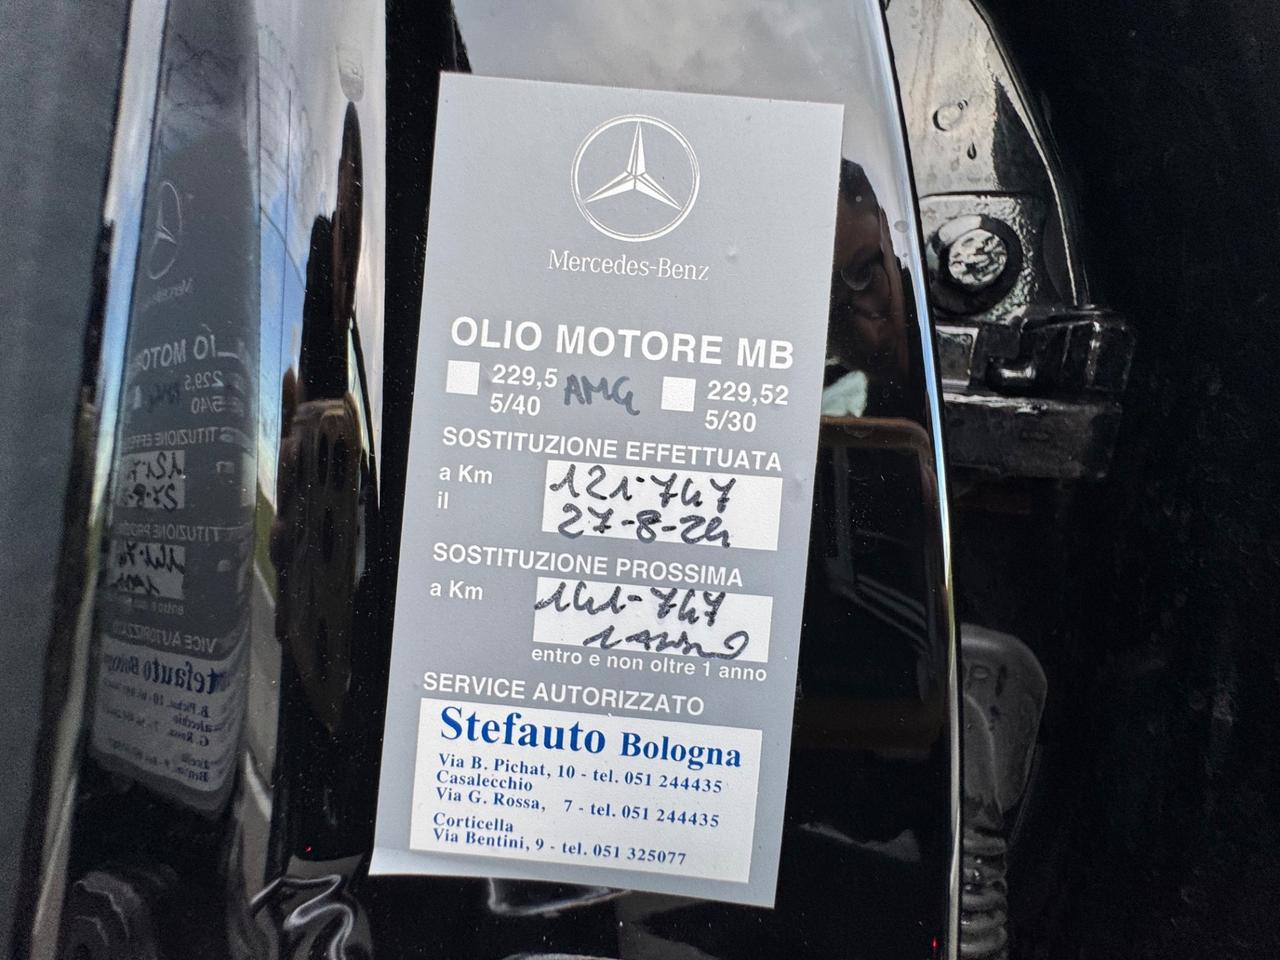 Mercedes-Benz
OLIO MOTORE MB
229,5 AMG 229,52
5/40 5/30
SOSTITUZIONE EFFETTUATA
a Km 121.747
il 27-8-24
SOSTITUZIONE PROSSIMA
a Km 141.747
1 ANNO
entro e non oltre 1 anno
SERVICE AUTORIZZATO
Stefauto Bologna
Via B. Pichat, 10 - tel. 051 244435
Casalecchio
Via G. Rossa, 7 - tel. 051 244435
Corticella
Via Bentini, 9 - tel. 051 325077